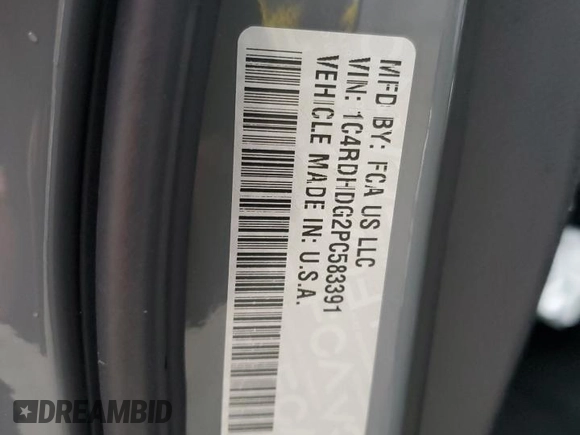 MFD BY: FCA US LLC
VIN: 1C4RDHDG2PC583391
VEHICLE MADE IN: U.S.A.
DREAMBID